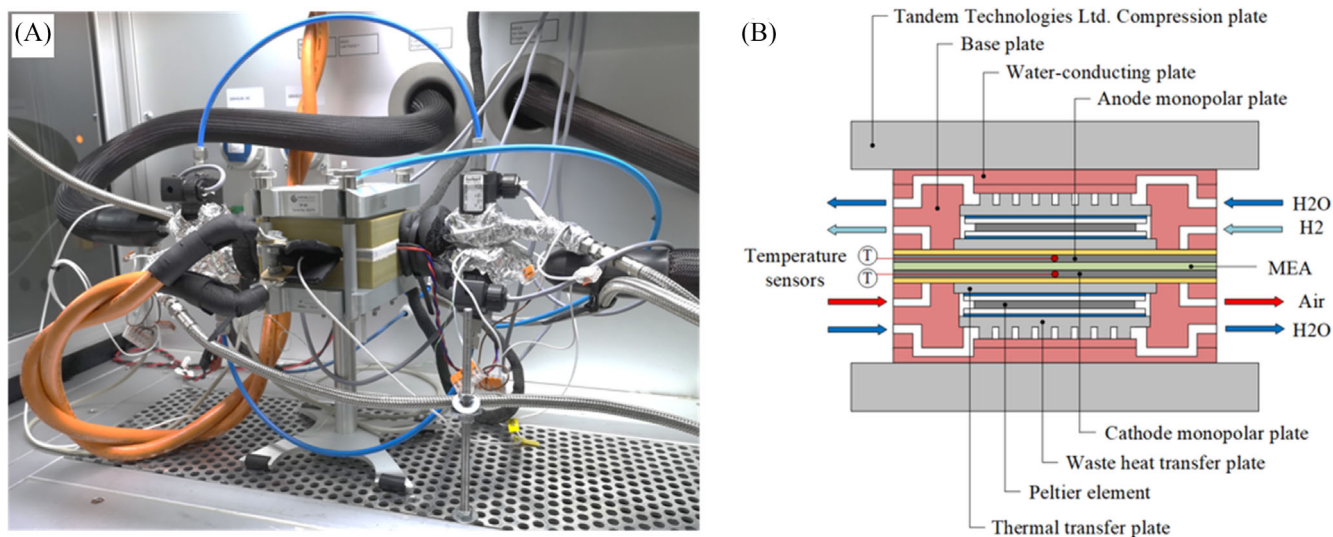 (A)
(B)
Tandem Technologies Ltd. Compression plate
Base plate
Water-conducting plate
Anode monopolar plate
H2O
H2
Temperature
sensors
T
T
MEA
Air
H2O
Cathode monopolar plate
Waste heat transfer plate
Peltier element
Thermal transfer plate